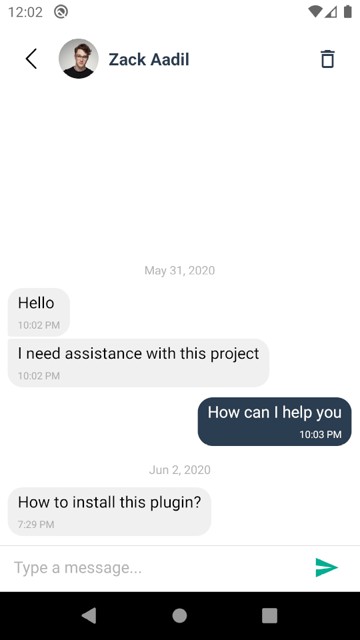 12:02
Zack Aadil
May 31, 2020
Hello
10:02 PM
I need assistance with this project
10:02 PM
How can I help you
10:03 PM
Jun 2, 2020
How to install this plugin?
7:29 PM
Type a message...